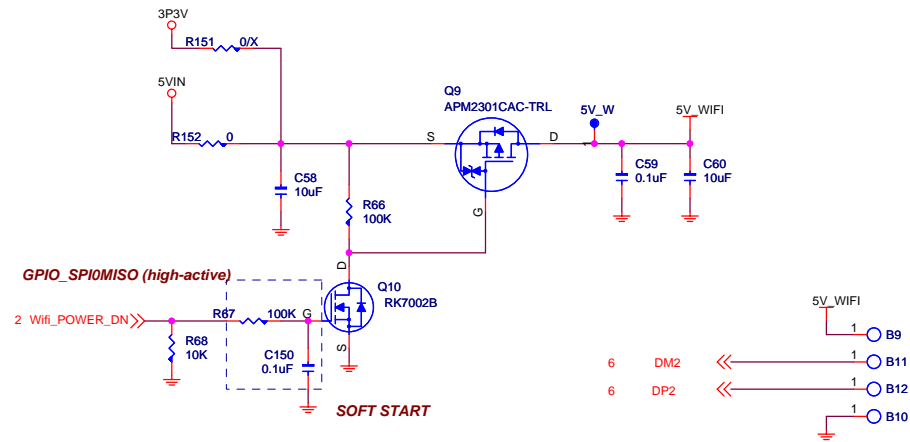 3P3V
R151 0/X
5VIN
R152 0
Q9
APM2301CAC-TRL
S
D
G
5V_W
1
5V_WIFI
C58
10uF
C59
0.1uF
C60
10uF
R66
100K
GPIO_SPI0MISO (high-active)
D
Q10
RK7002B
G
S
2 Wifi_POWER_DN
R67 100K
R68
10K
C150
0.1uF
SOFT START
5V_WIFI
1 B9
6 DM2 1 B11
6 DP2 1 B12
1 B10